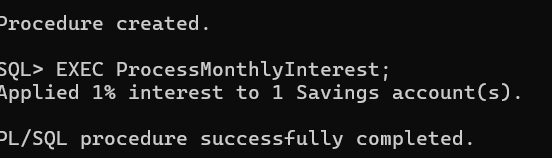 Procedure created.
SQL> EXEC ProcessMonthlyInterest;
Applied 1% interest to 1 Savings account(s).
PL/SQL procedure successfully completed.